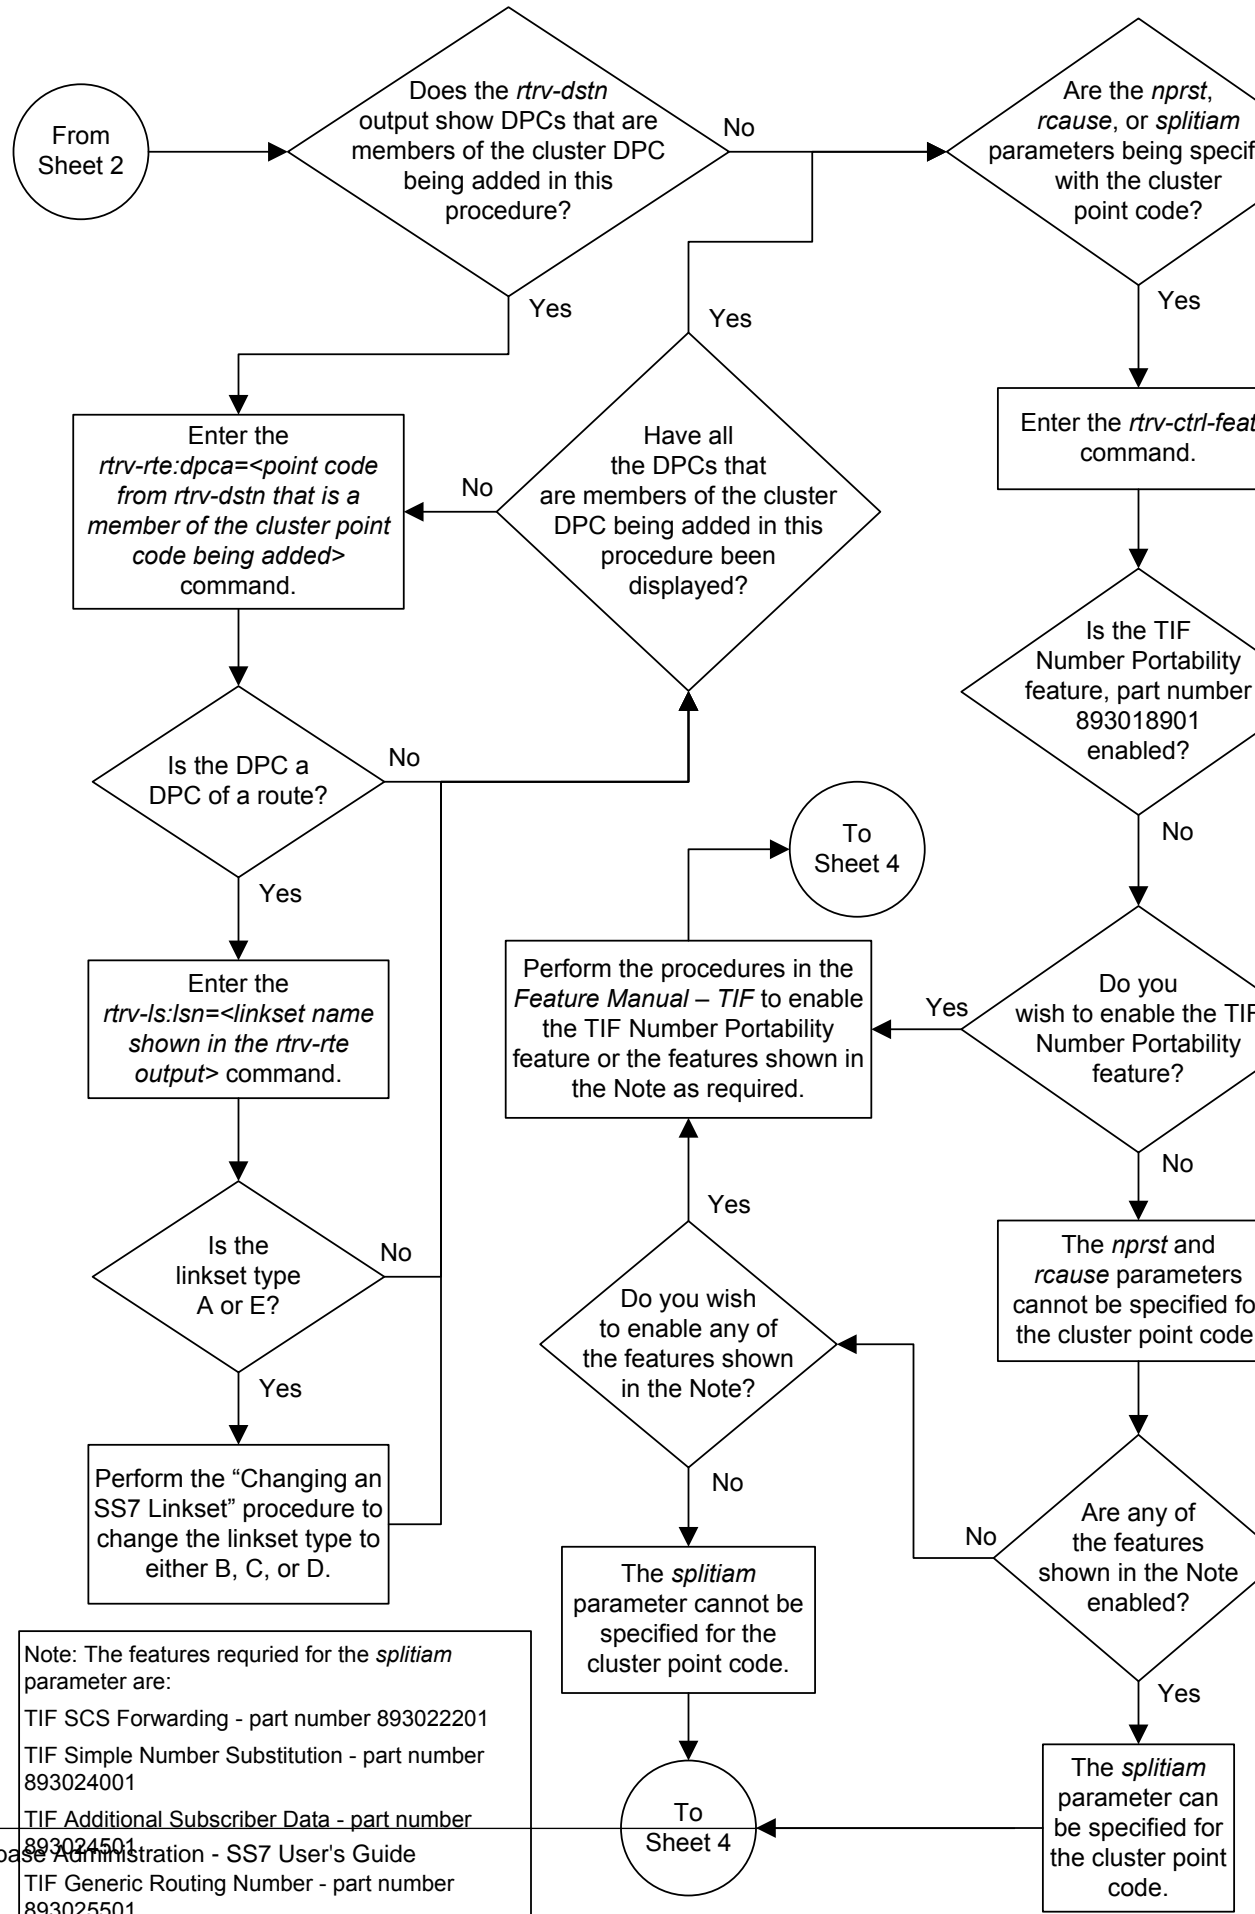 From
Sheet 2
Does the rtrv-dstn
output show DPCs that are
members of the cluster DPC
being added in this
procedure?
No
Yes
Are the nprst,
rcause, or splitiam
parameters being specif
with the cluster
point code?
Yes
Enter the
rtrv-rte:dpca=<point code
from rtrv-dstn that is a
member of the cluster point
code being added>
command.
No
Have all
the DPCs that
are members of the cluster
DPC being added in this
procedure been
displayed?
Yes
Enter the rtrv-ctrl-feat
command.
Is the TIF
Number Portability
feature, part number
893018901
enabled?
No
Is the DPC a
DPC of a route?
No
Yes
To
Sheet 4
Enter the
rtrv-ls:lsn=<linkset name
shown in the rtrv-rte
output> command.
Perform the procedures in the
Feature Manual – TIF to enable
the TIF Number Portability
feature or the features shown in
the Note as required.
Yes
Do you
wish to enable the TIF
Number Portability
feature?
No
Is the
linkset type
A or E?
No
Yes
Yes
Do you wish
to enable any of
the features shown
in the Note?
No
The nprst and
rcause parameters
cannot be specified fo
the cluster point code
Perform the “Changing an
SS7 Linkset” procedure to
change the linkset type to
either B, C, or D.
The splitiam
parameter cannot be
specified for the
cluster point code.
No
Are any of
the features
shown in the Note
enabled?
Yes
Note: The features requried for the splitiam
parameter are:
TIF SCS Forwarding - part number 893022201
TIF Simple Number Substitution - part number
893024001
TIF Additional Subscriber Data - part number
893024501
base Administration - SS7 User's Guide
TIF Generic Routing Number - part number
893025501
To
Sheet 4
The splitiam
parameter can
be specified for
the cluster point
code.